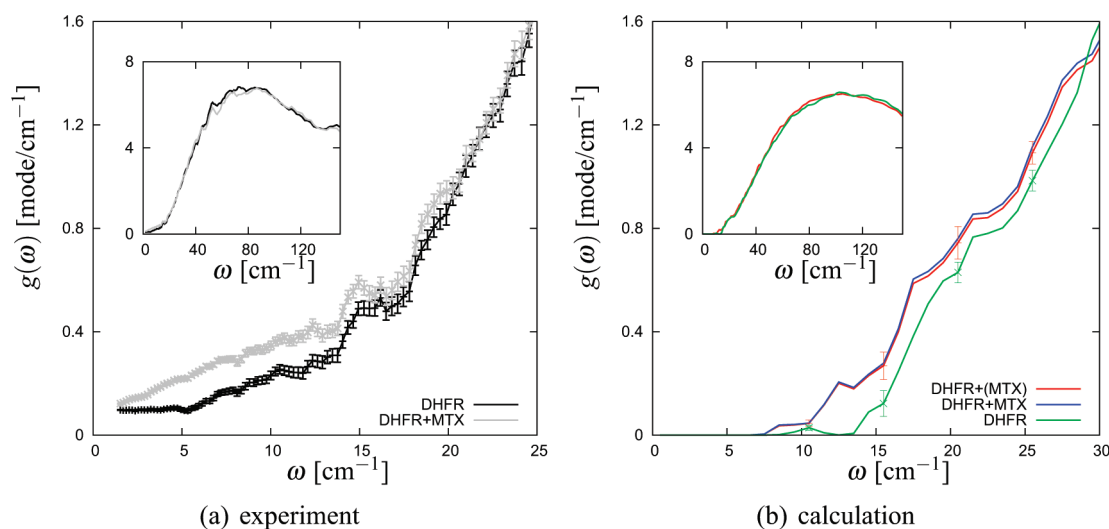 1.6
1.2
0.8
0.4
0
g(ω) [mode/cm⁻¹]
8
4
0
0 40 80 120
ω [cm⁻¹]
DHFR
DHFR+MTX
0 5 10 15 20 25
ω [cm⁻¹]
(a) experiment
1.6
1.2
0.8
0.4
0
g(ω) [mode/cm⁻¹]
8
4
0
0 40 80 120
ω [cm⁻¹]
DHFR+(MTX)
DHFR+MTX
DHFR
0 5 10 15 20 25 30
ω [cm⁻¹]
(b) calculation